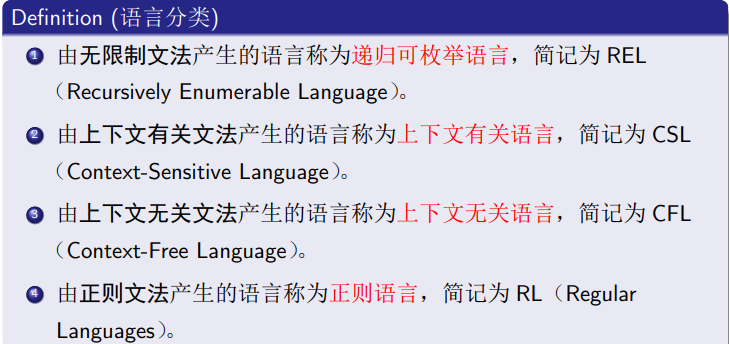 Definition (语言分类)
1 由无限制文法产生的语言称为递归可枚举语言，简记为 REL
（Recursively Enumerable Language）。
2 由上下文有关文法产生的语言称为上下文有关语言，简记为 CSL
（Context-Sensitive Language）。
3 由上下文无关文法产生的语言称为上下文无关语言，简记为 CFL
（Context-Free Language）。
4 由正则文法产生的语言称为正则语言，简记为 RL（Regular
Languages）。